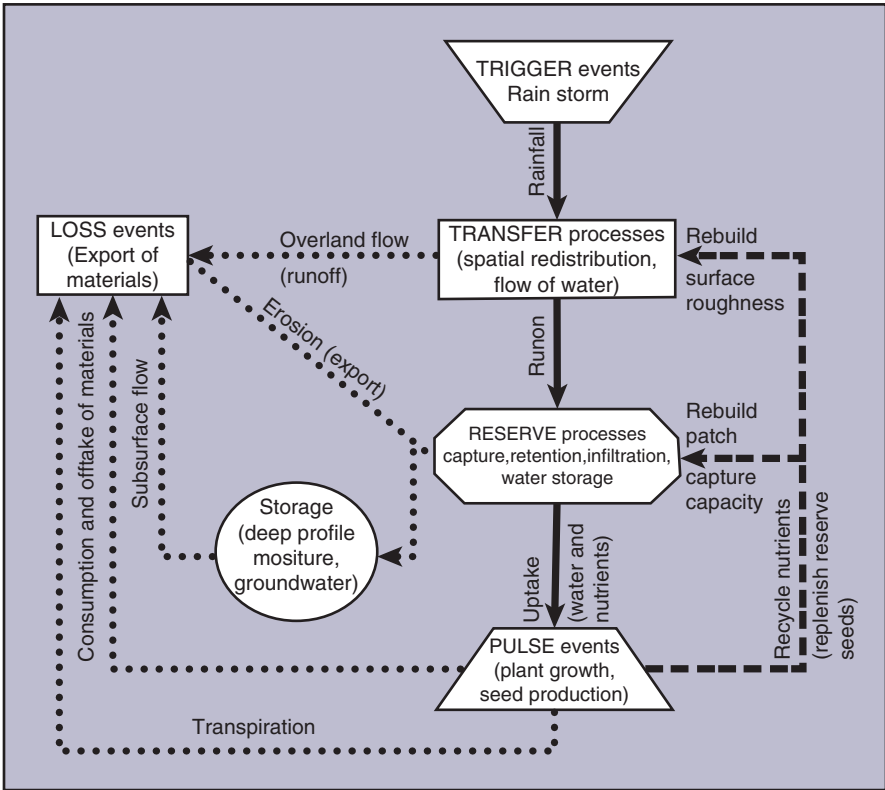 TRIGGER events
Rain storm
Rainfall
LOSS events
(Export of
materials)
Overland flow
(runoff)
TRANSFER processes
(spatial redistribution,
flow of water)
Rebuild
surface
roughness
Erosion (export)
Runon
Consumption and offtake of materials
Subsurface flow
RESERVE processes
capture,retention,infiltration,
water storage
Rebuild
patch
capture
capacity
Storage
(deep profile
mositure,
groundwater)
Uptake
(water and
nutrients)
Recycle nutrients
(replenish reserve
seeds)
PULSE events
(plant growth,
seed production)
Transpiration